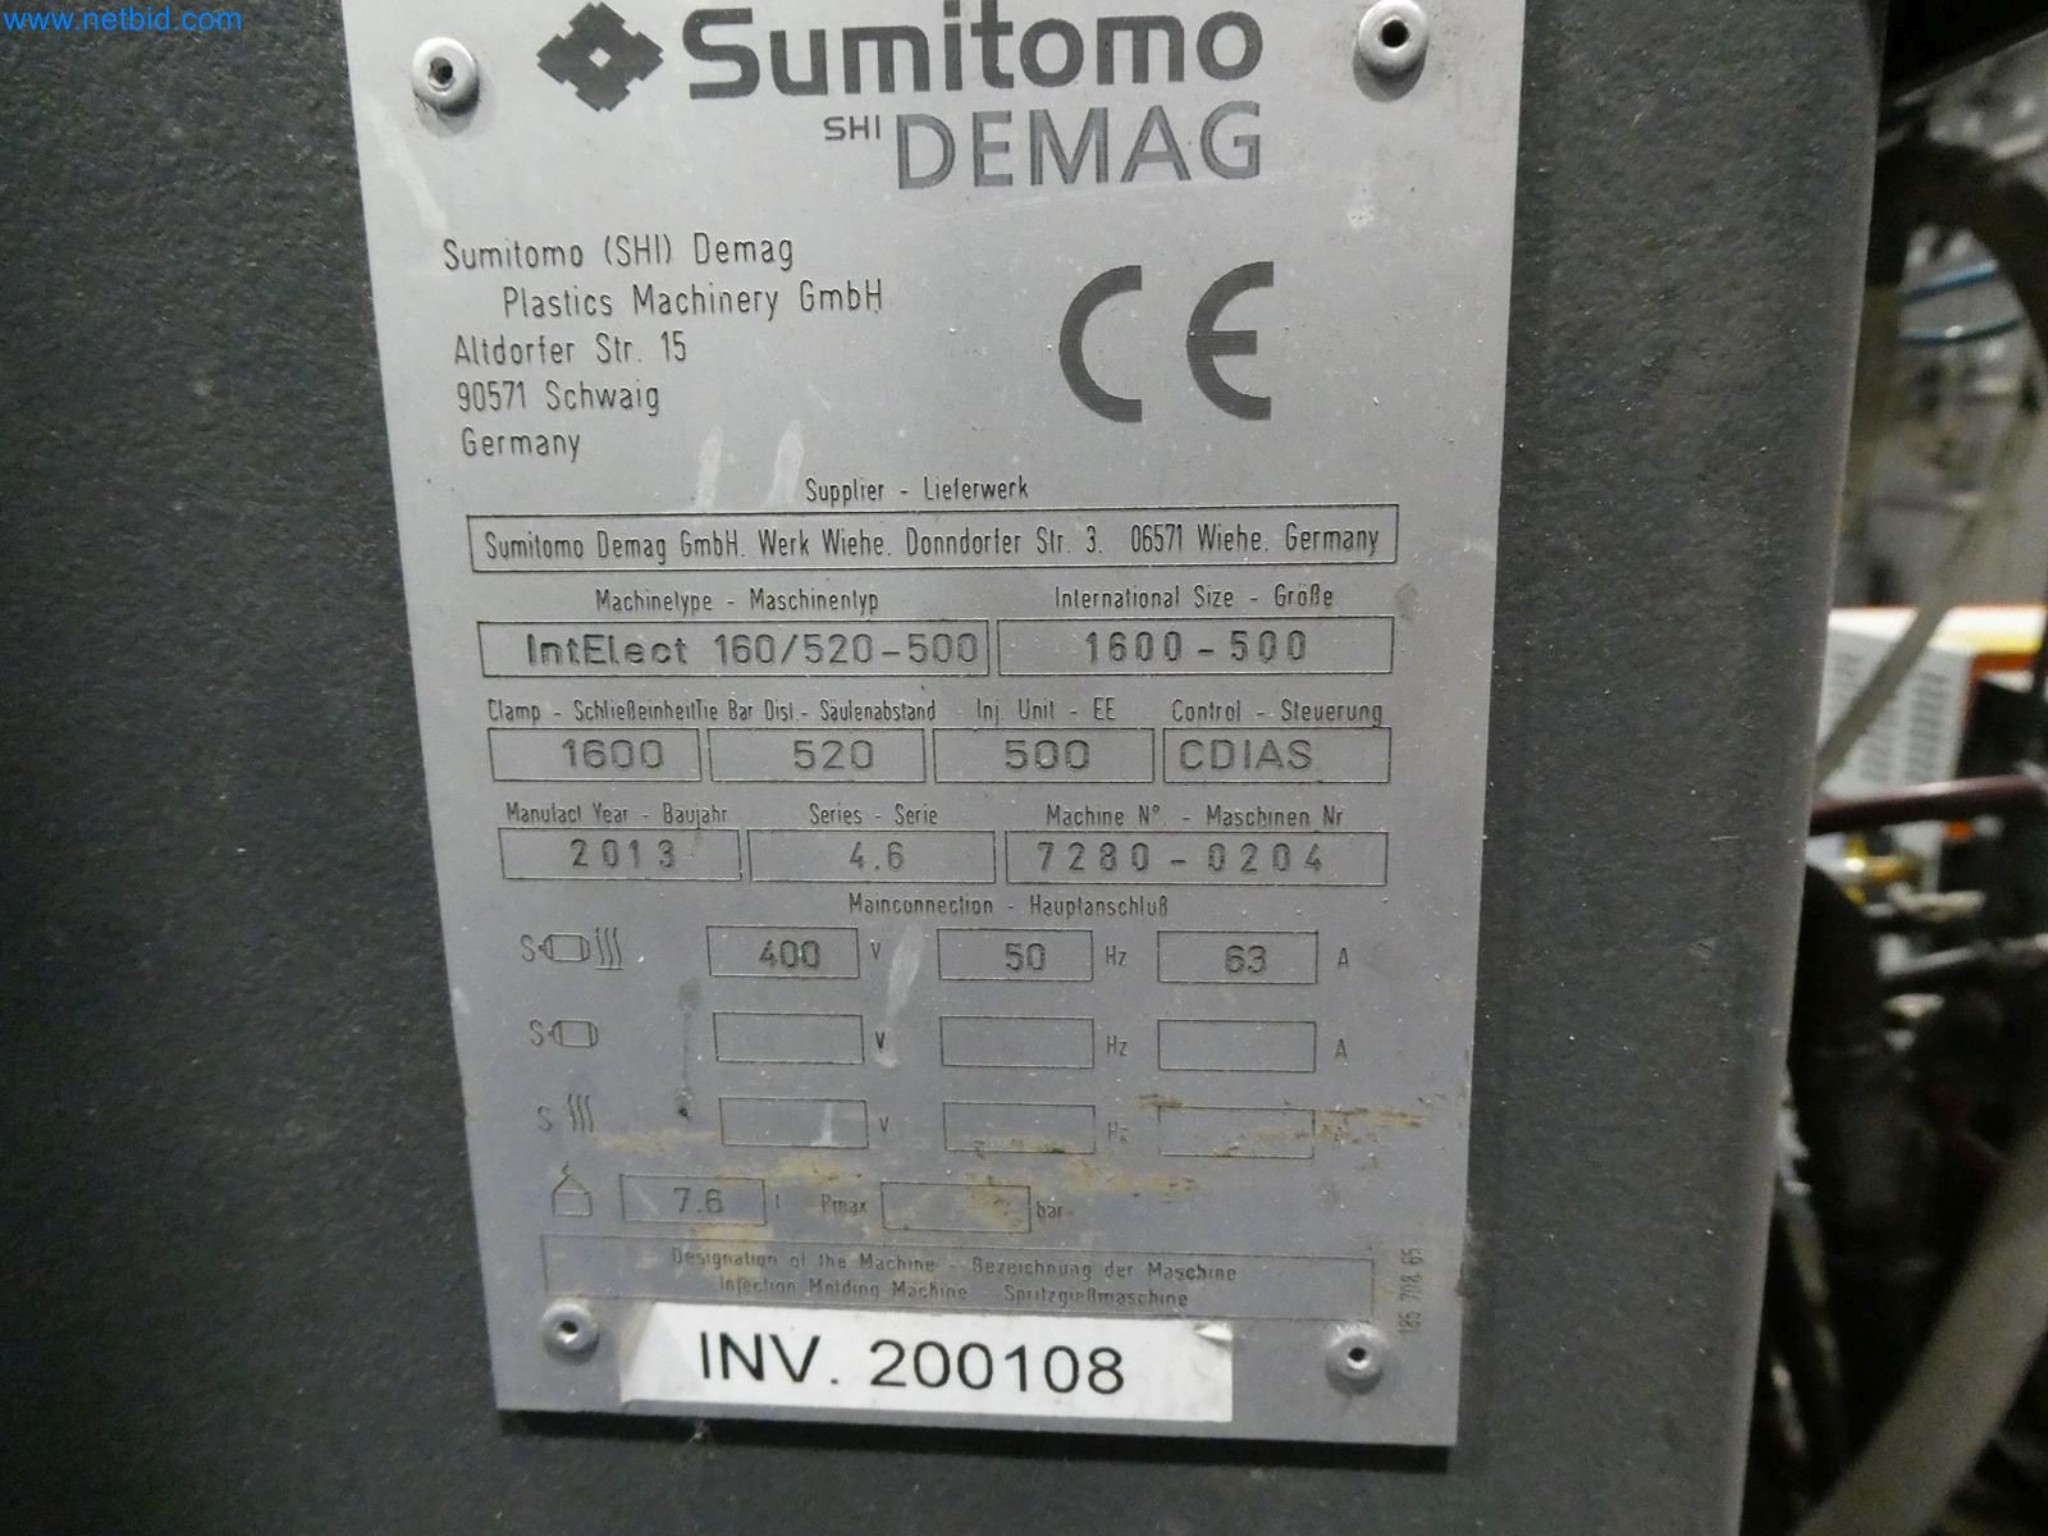 www.netbid.com
Sumitomo
SHI DEMAG
Sumitomo (SHI) Demag
Plastics Machinery GmbH
Altdorfer Str. 15
90571 Schwaig
Germany
CE
Supplier - Lieferwerk
Sumitomo Demag GmbH. Werk Wiehe. Donndorfer Str. 3. 06571 Wiehe. Germany
Machinetype - Maschinentyp International Size - Größe
IntElect 160/520-500 1600-500
Clamp - Schließeinheit Tie Bar Dist.- Säulenabstand Inj. Unit - EE Control - Steuerung
1600 520 500 CDIAS
Manufact Year - Baujahr Series - Serie Machine N°. - Maschinen Nr.
2013 4.6 7280-0204
Mainconnection - Hauptanschluß
S 400 V 50 Hz 63 A
S V Hz A
S V Hz
7.6 l Pmax bar
Designation of the Machine - Bezeichnung der Maschine
Injection Molding Machine - Spritzgießmaschine
185 708 65
INV. 200108